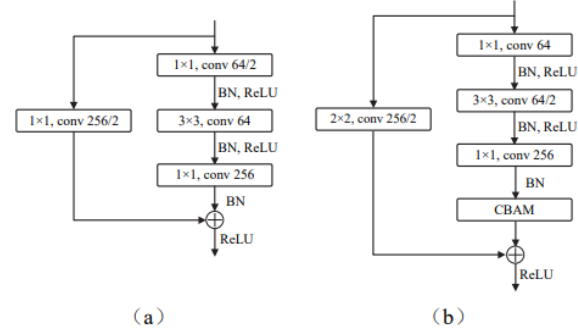 1×1, conv 64/2
BN, ReLU
1×1, conv 256/2
3×3, conv 64
BN, ReLU
1×1, conv 256
BN
ReLU
(a)
1×1, conv 64
BN, ReLU
2×2, conv 256/2
3×3, conv 64/2
BN, ReLU
1×1, conv 256
BN
CBAM
ReLU
(b)